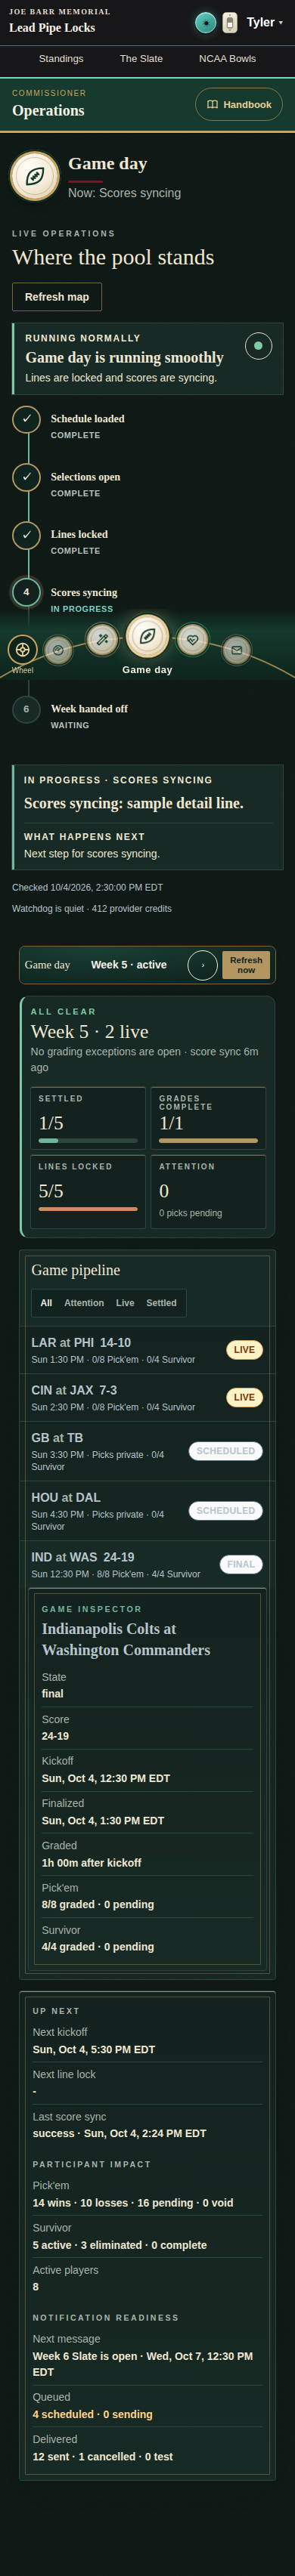 JOE BARR MEMORIAL
Lead Pipe Locks
Tyler
Standings
The Slate
NCAA Bowls
COMMISSIONER
Operations
Handbook
Game day
Now: Scores syncing
LIVE OPERATIONS
Where the pool stands
Refresh map
RUNNING NORMALLY
Game day is running smoothly
Lines are locked and scores are syncing.
Schedule loaded
COMPLETE
Selections open
COMPLETE
Lines locked
COMPLETE
4
Scores syncing
IN PROGRESS
Wheel
Game day
6
Week handed off
WAITING
IN PROGRESS · SCORES SYNCING
Scores syncing: sample detail line.
WHAT HAPPENS NEXT
Next step for scores syncing.
Checked 10/4/2026, 2:30:00 PM EDT
Watchdog is quiet · 412 provider credits
Game day
Week 5 · active
›
Refresh
now
ALL CLEAR
Week 5 · 2 live
No grading exceptions are open · score sync 6m
ago
SETTLED
1/5
GRADES
COMPLETE
1/1
LINES LOCKED
5/5
ATTENTION
0
0 picks pending
Game pipeline
All
Attention
Live
Settled
LAR at PHI 14-10
Sun 1:30 PM · 0/8 Pick'em · 0/4 Survivor
LIVE
CIN at JAX 7-3
Sun 2:30 PM · 0/8 Pick'em · 0/4 Survivor
LIVE
GB at TB
Sun 3:30 PM · Picks private · 0/4
Survivor
SCHEDULED
HOU at DAL
Sun 4:30 PM · Picks private · 0/4
Survivor
SCHEDULED
IND at WAS 24-19
Sun 12:30 PM · 8/8 Pick'em · 4/4 Survivor
FINAL
GAME INSPECTOR
Indianapolis Colts at
Washington Commanders
State
final
Score
24-19
Kickoff
Sun, Oct 4, 12:30 PM EDT
Finalized
Sun, Oct 4, 1:30 PM EDT
Graded
1h 00m after kickoff
Pick'em
8/8 graded · 0 pending
Survivor
4/4 graded · 0 pending
UP NEXT
Next kickoff
Sun, Oct 4, 5:30 PM EDT
Next line lock
-
Last score sync
success · Sun, Oct 4, 2:24 PM EDT
PARTICIPANT IMPACT
Pick'em
14 wins · 10 losses · 16 pending · 0 void
Survivor
5 active · 3 eliminated · 0 complete
Active players
8
NOTIFICATION READINESS
Next message
Week 6 Slate is open · Wed, Oct 7, 12:30 PM
EDT
Queued
4 scheduled · 0 sending
Delivered
12 sent · 1 cancelled · 0 test